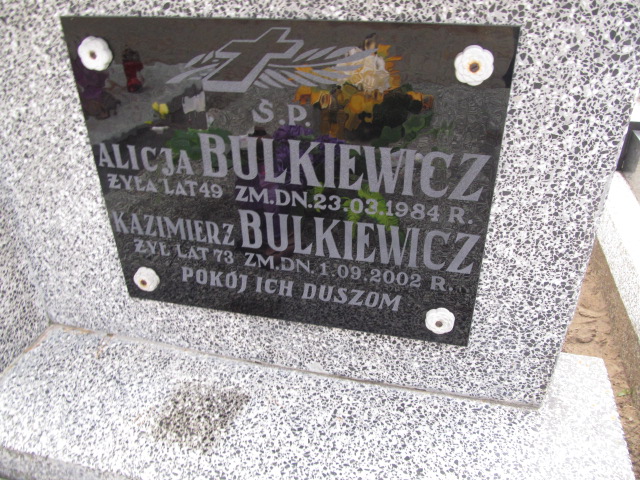 Ś.P.
ALICJA BULKIEWICZ
ŻYŁA LAT 49 ZM.DN.23.03.1984 R.
KAZIMIERZ BULKIEWICZ
ŻYŁ LAT 73 ZM.DN.1.09.2002 R.
POKÓJ ICH DUSZOM